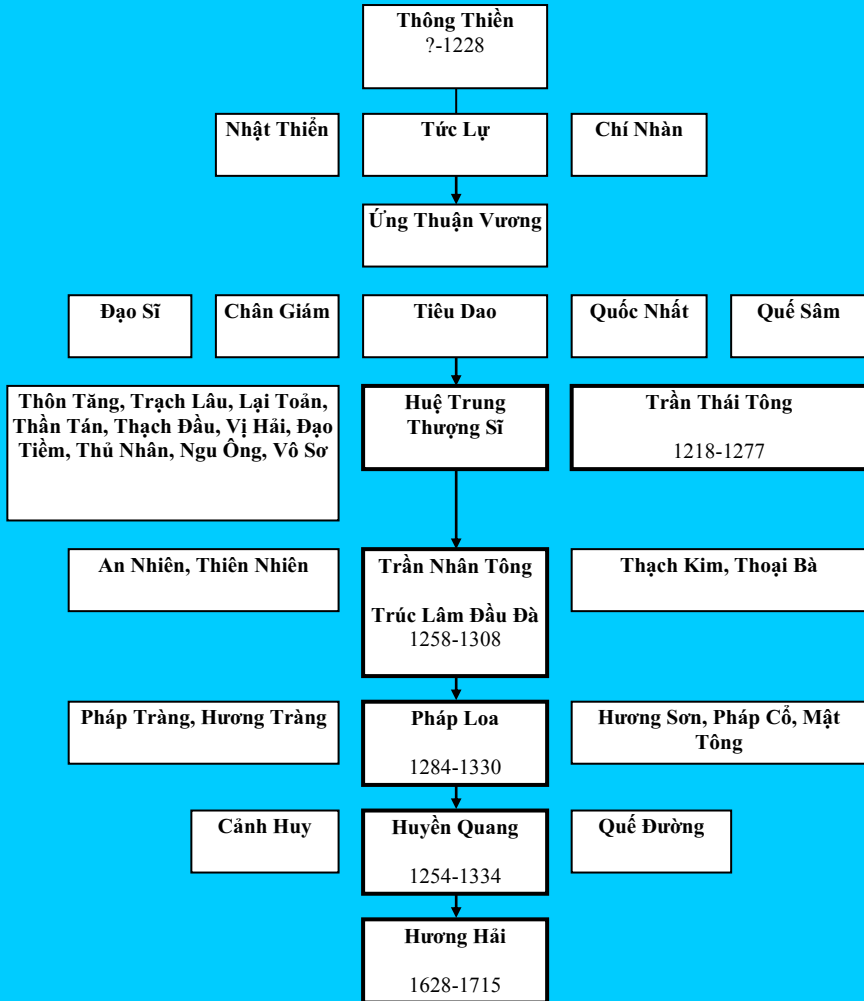 Thông Thiền
?-1228
Nhật Thiển
Tức Lự
Chí Nhàn
Ứng Thuận Vương
Đạo Sĩ
Chân Giám
Tiêu Dao
Quốc Nhất
Quế Sâm
Thôn Tăng, Trạch Lâu, Lại Toản,
Thần Tán, Thạch Đầu, Vị Hải, Đạo
Tiềm, Thủ Nhân, Ngu Ông, Vô Sơ
Huệ Trung
Thượng Sĩ
Trần Thái Tông
1218-1277
An Nhiên, Thiên Nhiên
Trần Nhân Tông
Trúc Lâm Đầu Đà
1258-1308
Thạch Kim, Thoại Bà
Pháp Tràng, Hương Tràng
Pháp Loa
1284-1330
Hương Sơn, Pháp Cổ, Mật
Tông
Cảnh Huy
Huyền Quang
1254-1334
Quế Đường
Hương Hải
1628-1715